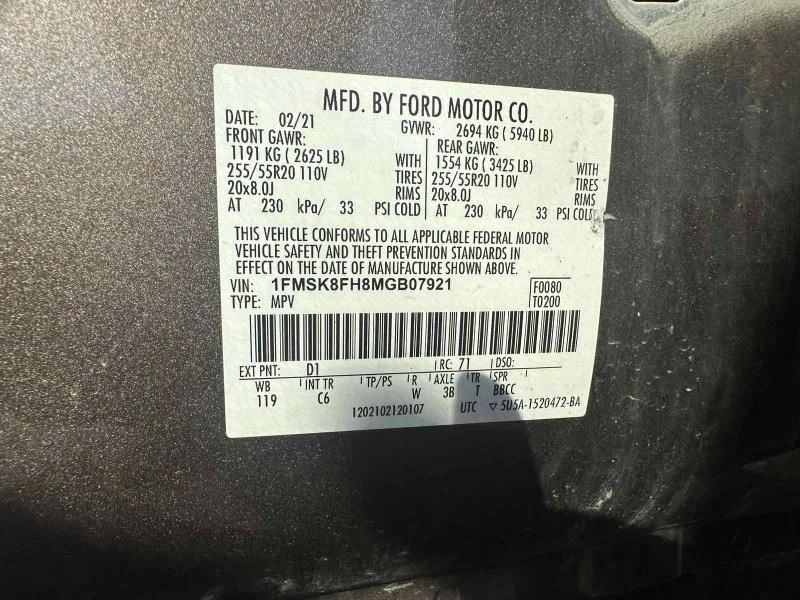 MFD. BY FORD MOTOR CO.
DATE: 02/21 GVWR: 2694 KG ( 5940 LB)
FRONT GAWR: REAR GAWR:
1191 KG ( 2625 LB) WITH 1554 KG ( 3425 LB) WITH
255/55R20 110V TIRES 255/55R20 110V TIRES
20x8.0J RIMS 20x8.0J RIMS
AT 230 kPa/ 33 PSI COLD AT 230 kPa/ 33 PSI COLD
THIS VEHICLE CONFORMS TO ALL APPLICABLE FEDERAL MOTOR
VEHICLE SAFETY AND THEFT PREVENTION STANDARDS IN
EFFECT ON THE DATE OF MANUFACTURE SHOWN ABOVE.
VIN: 1FMSK8FH8MGB07921 F0080
TYPE: MPV T0200
EXT PNT: D1 RC: 71 DSO:
WB INT TR TP/PS R AXLE TR SPR
119 C6 W 3B T BBCC
1202102120107 UTC ▽ 5U5A-1520472-BA